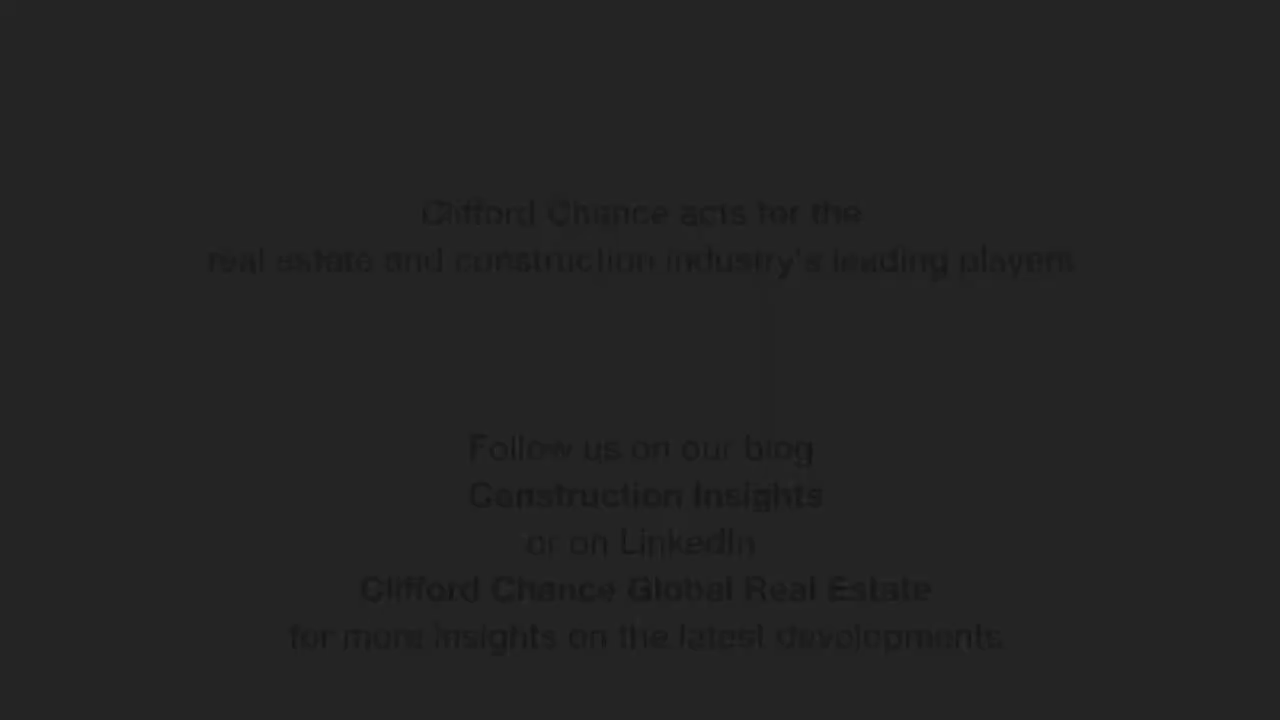 Clifford Chance acts for the
real estate and construction industry's leading players
Follow us on our blog
Construction Insights
or on LinkedIn
Clifford Chance Global Real Estate
for more insights on the latest developments